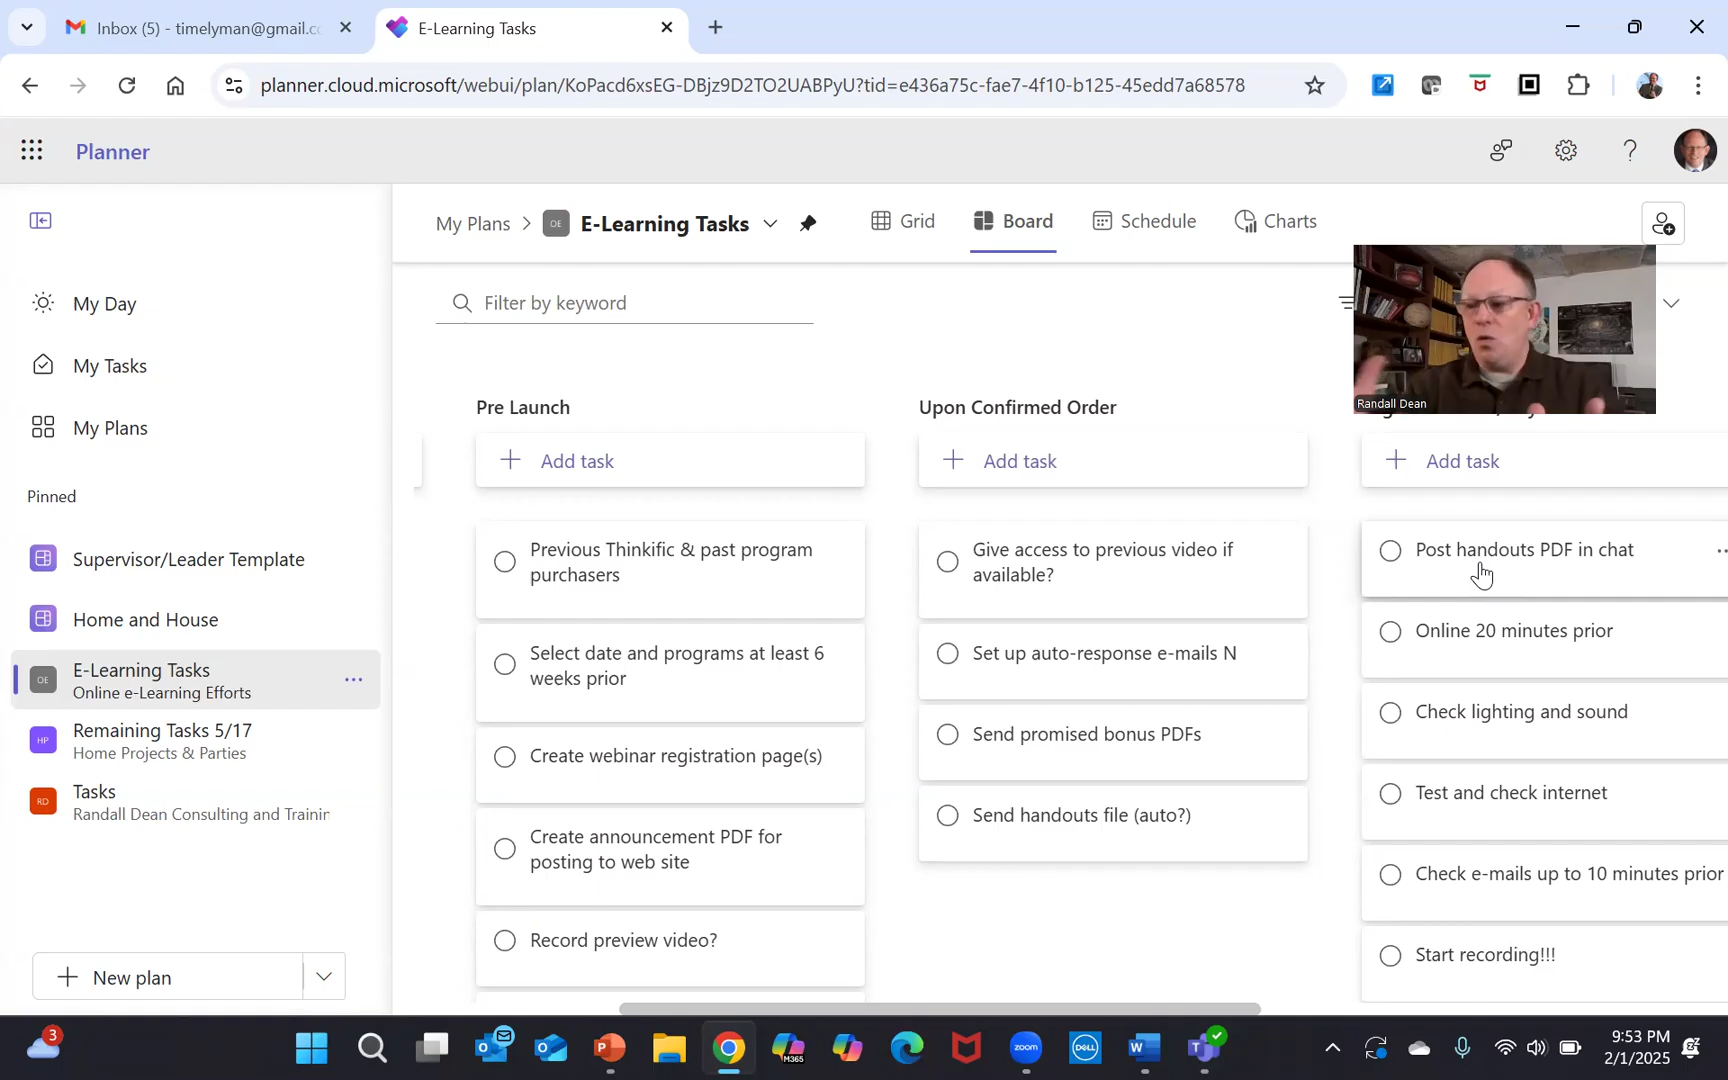 Inbox (5) - timelyman@gmail.cc
E-Learning Tasks
planner.cloud.microsoft/webui/plan/KoPacd6xsEG-DBjz9D2TO2UABPyU?tid=e436a75c-fae7-4f10-b125-45edd7a68578
Planner
My Plans
OE
E-Learning Tasks
Grid
Board
Schedule
Charts
My Day
My Tasks
My Plans
Pinned
Supervisor/Leader Template
Home and House
OE
E-Learning Tasks
Online e-Learning Efforts
HP
Remaining Tasks 5/17
Home Projects & Parties
RD
Tasks
Randall Dean Consulting and Trainir
New plan
Filter by keyword
Randall Dean
Pre Launch
Add task
Previous Thinkific & past program
purchasers
Select date and programs at least 6
weeks prior
Create webinar registration page(s)
Create announcement PDF for
posting to web site
Record preview video?
Upon Confirmed Order
Add task
Give access to previous video if
available?
Set up auto-response e-mails N
Send promised bonus PDFs
Send handouts file (auto?)
Add task
Post handouts PDF in chat
Online 20 minutes prior
Check lighting and sound
Test and check internet
Check e-mails up to 10 minutes prior
Start recording!!!
3
M365
zoom
DELL
9:53 PM
2/1/2025